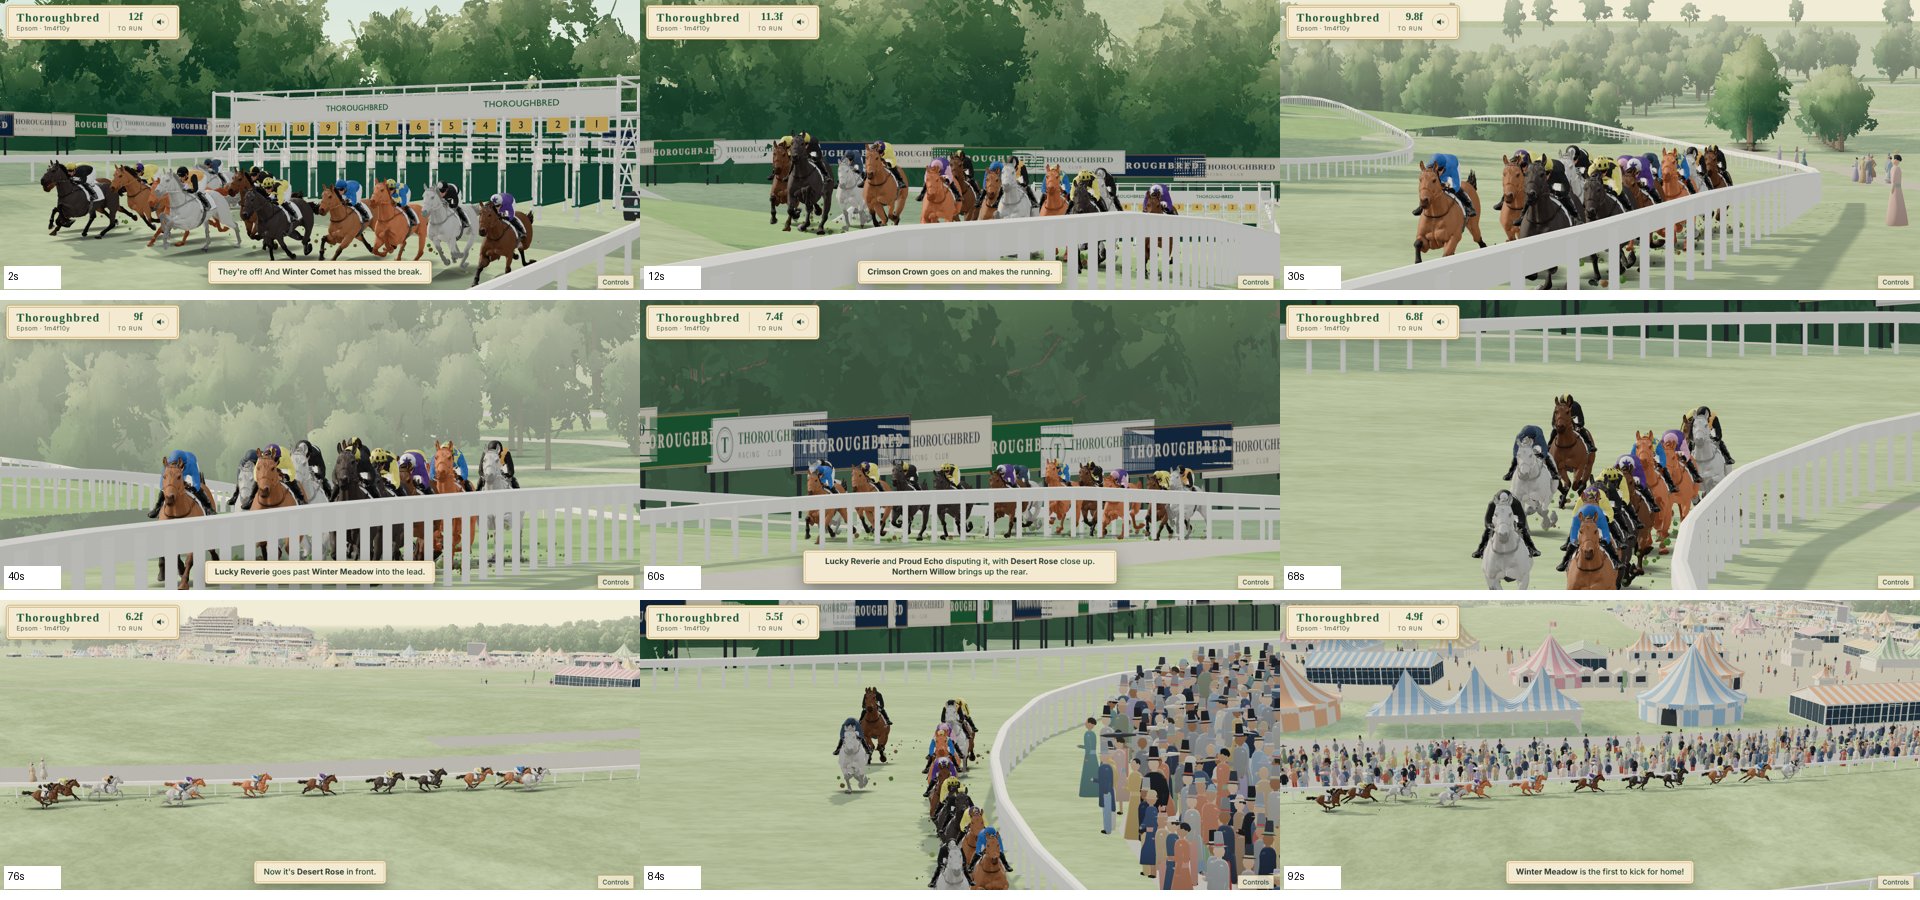 Thoroughbred
Epsom · 1m4f10y
12f
TO RUN
THOROUGHBRED
THOROUGHBRED
THOROUGHBRED
12 11 10 9 8 7 6 5 4 3 2 1
They're off! And Winter Comet has missed the break.
Controls
2s
Thoroughbred
Epsom · 1m4f10y
11.3f
TO RUN
THOROUGHBRED
THOROUGHBRED
Crimson Crown goes on and makes the running.
Controls
12s
Thoroughbred
Epsom · 1m4f10y
9.8f
TO RUN
Controls
30s
Thoroughbred
Epsom · 1m4f10y
9f
TO RUN
Lucky Reverie goes past Winter Meadow into the lead.
Controls
40s
Thoroughbred
Epsom · 1m4f10y
7.4f
TO RUN
THOROUGHBRED
RACING · CLUB
THOROUGHBRED
THOROUGHBRED
RACING · CLUB
THOROUGHBRED
Lucky Reverie and Proud Echo disputing it, with Desert Rose close up.
Northern Willow brings up the rear.
Controls
60s
Thoroughbred
Epsom · 1m4f10y
6.8f
TO RUN
Controls
68s
Thoroughbred
Epsom · 1m4f10y
6.2f
TO RUN
Now it's Desert Rose in front.
Controls
76s
Thoroughbred
Epsom · 1m4f10y
5.5f
TO RUN
Controls
84s
Thoroughbred
Epsom · 1m4f10y
4.9f
TO RUN
Winter Meadow is the first to kick for home!
Controls
92s